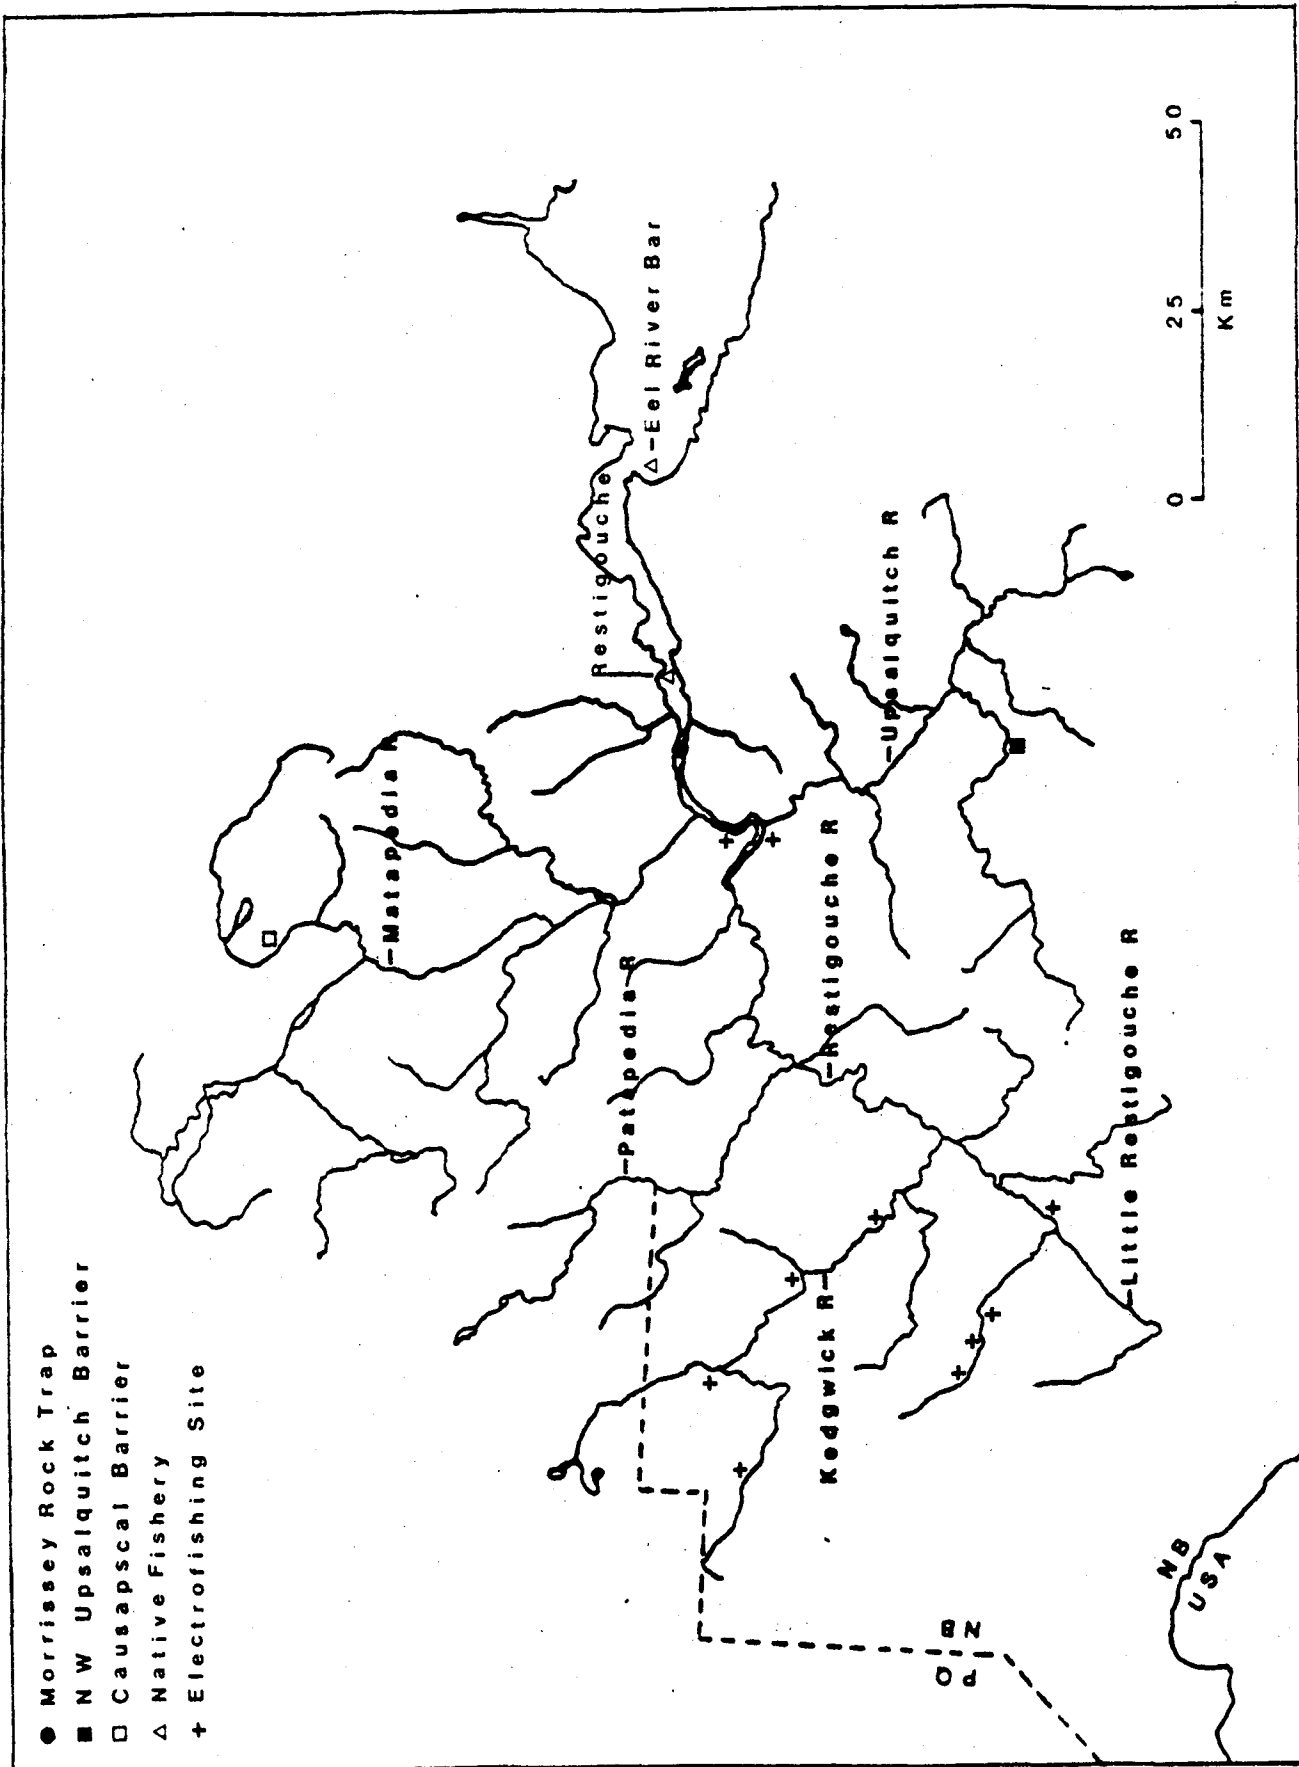 ● Morrissey Rock Trap
■ NW Upsalquitch Barrier
□ Causapscal Barrier
△ Native Fishery
+ Electrofishing Site
Matapedia R
Restigouche
Eel River Bar
Patapedia R
Restigouche R
Upsalquitch R
Kedgwick R
Little Restigouche R
PQ
NB
NB
USA
0 25 50
Km